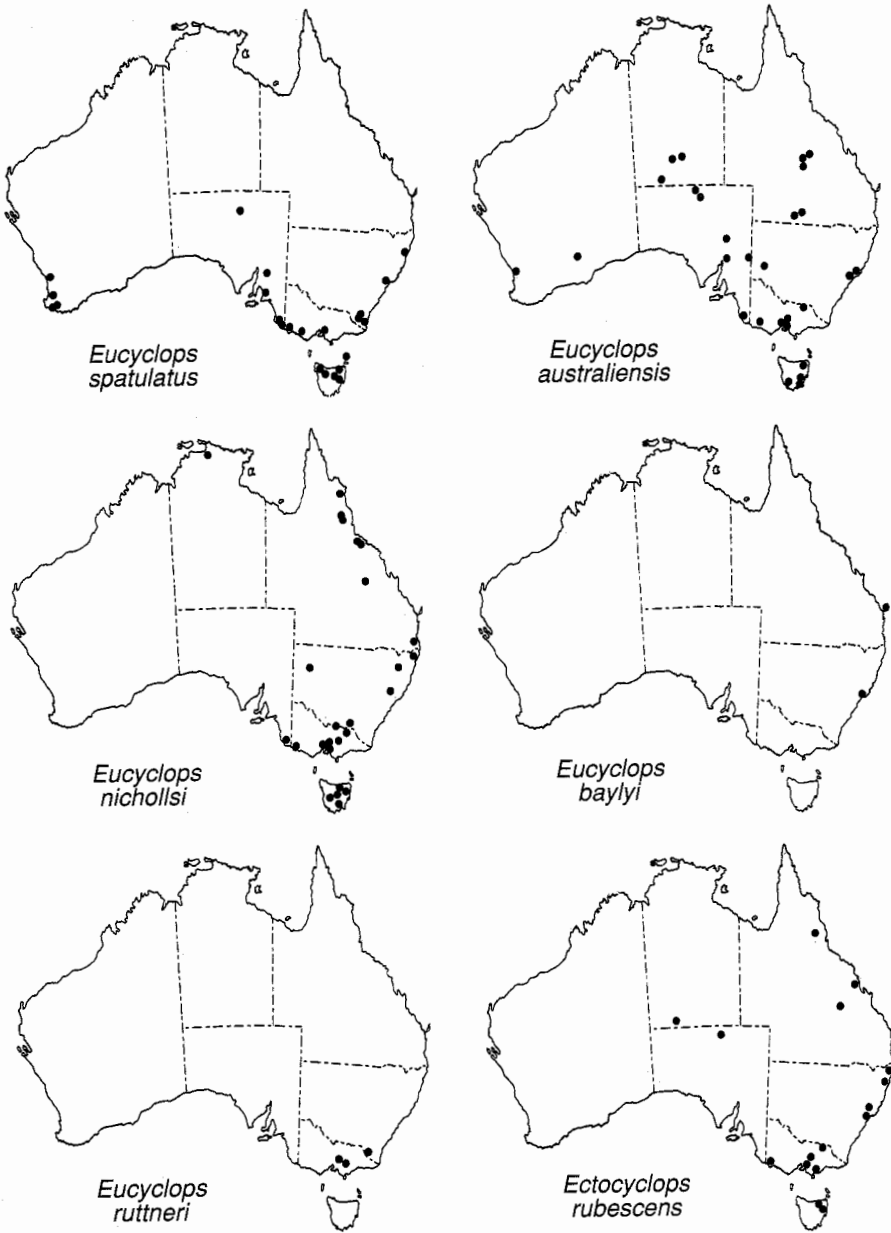 Eucyclops
spatulatus
Eucyclops
australiensis
Eucyclops
nichollsi
Eucyclops
baylyi
Eucyclops
ruttneri
Ectocyclops
rubescens